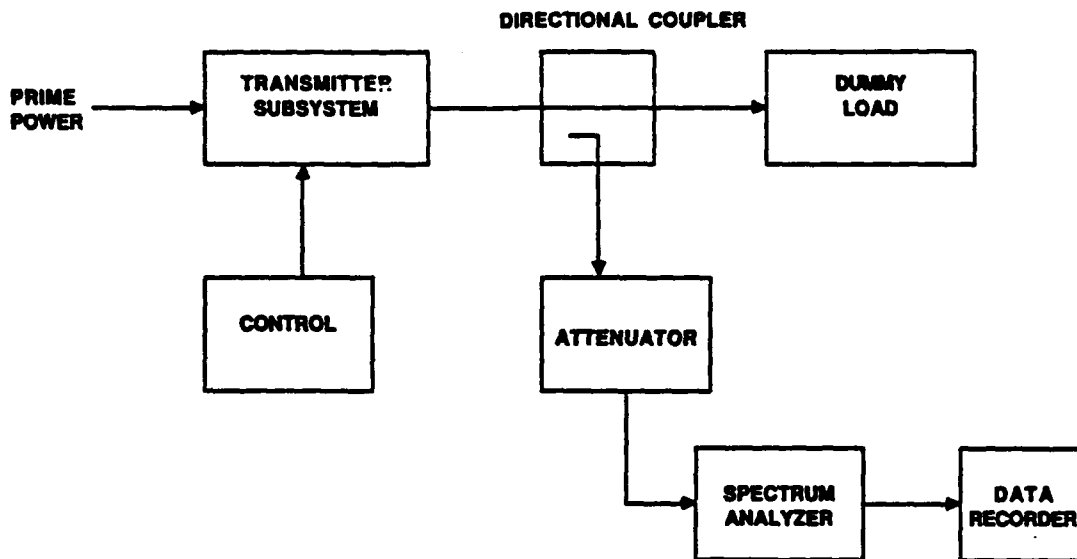 DIRECTIONAL COUPLER
PRIME
POWER
TRANSMITTER
SUBSYSTEM
DUMMY
LOAD
CONTROL
ATTENUATOR
SPECTRUM
ANALYZER
DATA
RECORDER